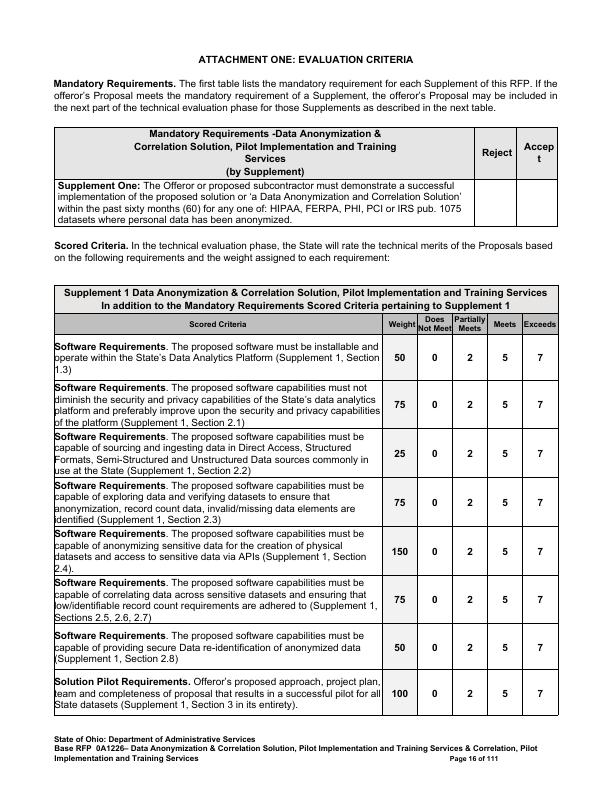 ATTACHMENT ONE: EVALUATION CRITERIA
Mandatory Requirements. The first table lists the mandatory requirement for each Supplement of this RFP. If the
offeror's Proposal meets the mandatory requirement of a Supplement, the offeror's Proposal may be included in
the next part of the technical evaluation phase for those Supplements as described in the next table.
Mandatory Requirements -Data Anonymization &
Correlation Solution, Pilot Implementation and Training
Services
(by Supplement)
Reject
Accep
t
Supplement One: The Offeror or proposed subcontractor must demonstrate a successful
implementation of the proposed solution or 'a Data Anonymization and Correlation Solution'
within the past sixty months (60) for any one of: HIPAA, FERPA, PHI, PCI or IRS pub. 1075
datasets where personal data has been anonymized.
Scored Criteria. In the technical evaluation phase, the State will rate the technical merits of the Proposals based
on the following requirements and the weight assigned to each requirement:
Supplement 1 Data Anonymization & Correlation Solution, Pilot Implementation and Training Services
In addition to the Mandatory Requirements Scored Criteria pertaining to Supplement 1
Scored Criteria Weight Does Not Meet Partially Meets Meets Exceeds
Software Requirements. The proposed software must be installable and
operate within the State's Data Analytics Platform (Supplement 1, Section
1.3)
50 0 2 5 7
Software Requirements. The proposed software capabilities must not
diminish the security and privacy capabilities of the State's data analytics
platform and preferably improve upon the security and privacy capabilities
of the platform (Supplement 1, Section 2.1)
75 0 2 5 7
Software Requirements. The proposed software capabilities must be
capable of sourcing and ingesting data in Direct Access, Structured
Formats, Semi-Structured and Unstructured Data sources commonly in
use at the State (Supplement 1, Section 2.2)
25 0 2 5 7
Software Requirements. The proposed software capabilities must be
capable of exploring data and verifying datasets to ensure that
anonymization, record count data, invalid/missing data elements are
identified (Supplement 1, Section 2.3)
75 0 2 5 7
Software Requirements. The proposed software capabilities must be
capable of anonymizing sensitive data for the creation of physical
datasets and access to sensitive data via APIs (Supplement 1, Section
2.4).
150 0 2 5 7
Software Requirements. The proposed software capabilities must be
capable of correlating data across sensitive datasets and ensuring that
low/identifiable record count requirements are adhered to (Supplement 1,
Sections 2.5, 2.6, 2.7)
75 0 2 5 7
Software Requirements. The proposed software capabilities must be
capable of providing secure Data re-identification of anonymized data
(Supplement 1, Section 2.8)
50 0 2 5 7
Solution Pilot Requirements. Offeror's proposed approach, project plan,
team and completeness of proposal that results in a successful pilot for all
State datasets (Supplement 1, Section 3 in its entirety).
100 0 2 5 7
State of Ohio: Department of Administrative Services
Base RFP 0A1226– Data Anonymization & Correlation Solution, Pilot Implementation and Training Services & Correlation, Pilot
Implementation and Training Services Page 16 of 111